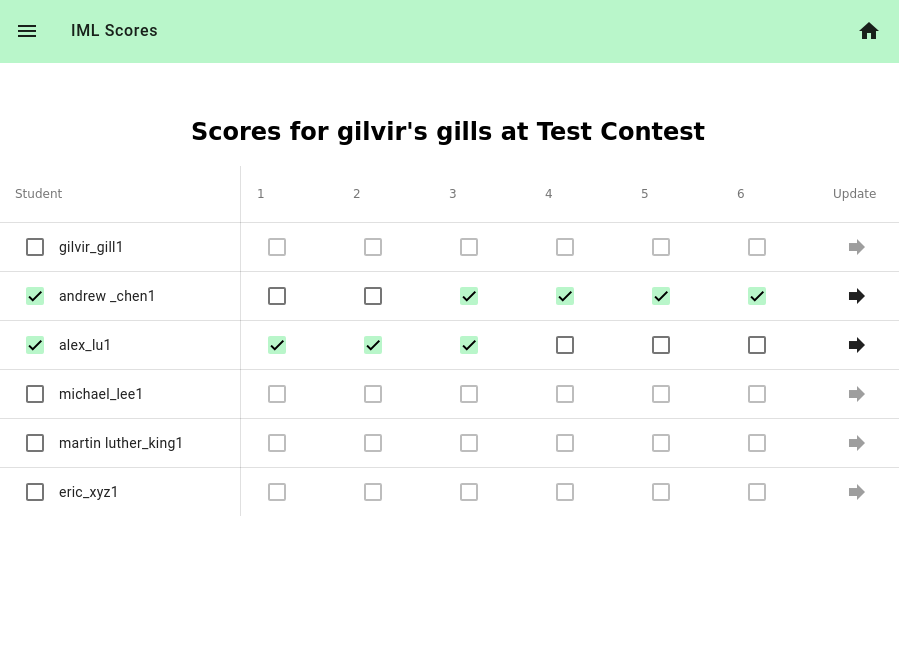 IML Scores
Scores for gilvir's gills at Test Contest
Student 1 2 3 4 5 6 Update
gilvir_gill1
andrew _chen1
alex_lu1
michael_lee1
martin luther_king1
eric_xyz1